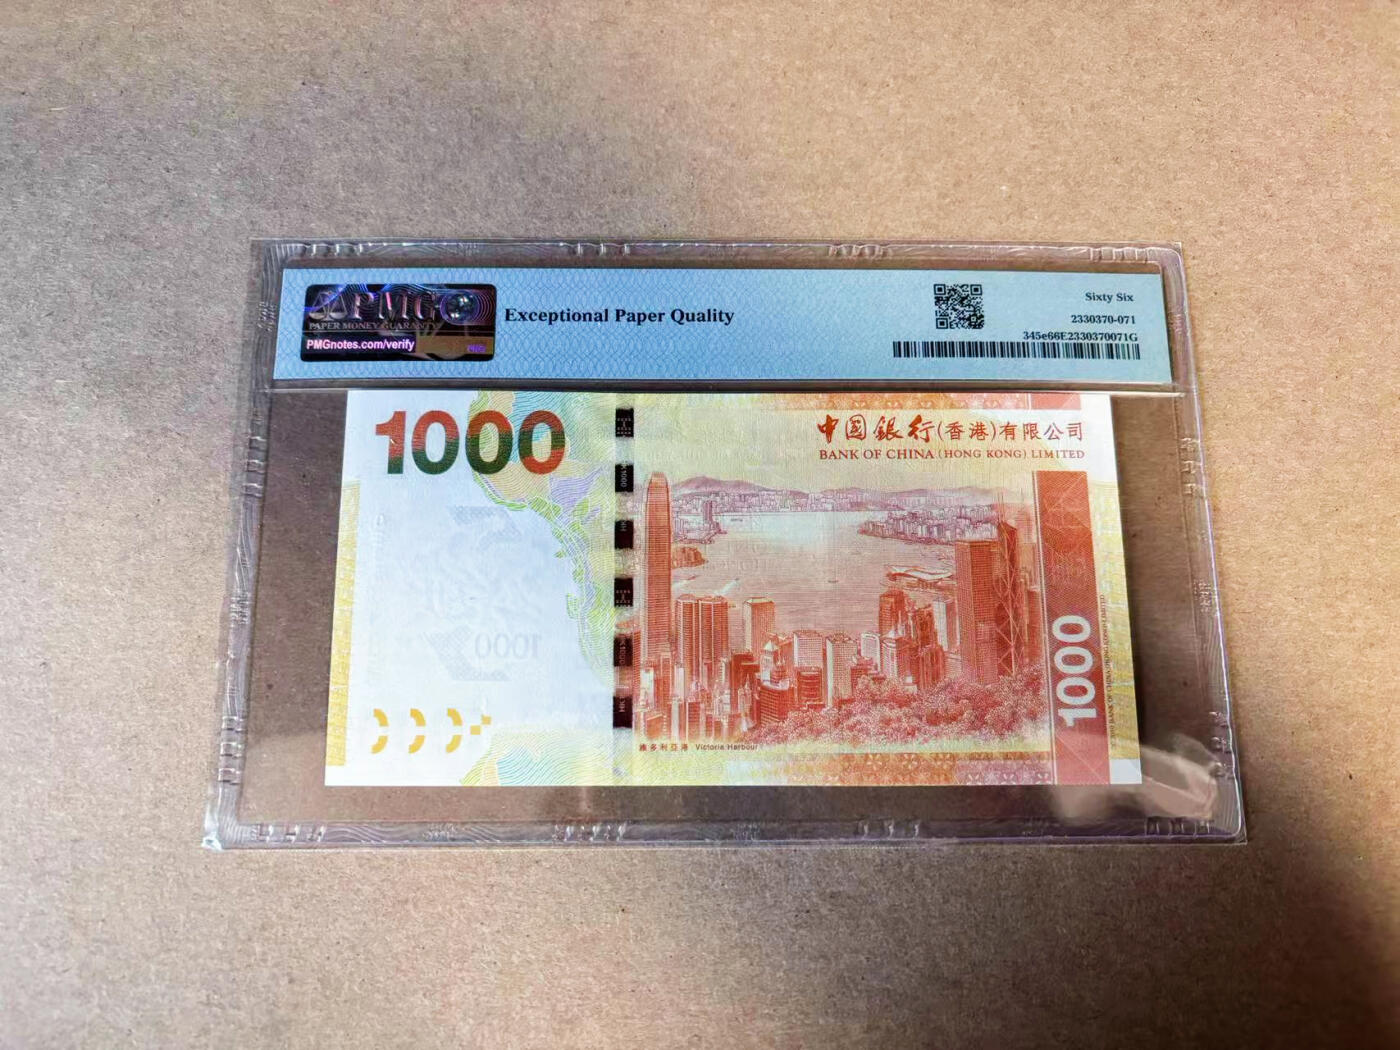 PMG
PAPER MONEY GUARANTY
PMGnotes.com/verify
Exceptional Paper Quality
Sixty Six
2330370-071
345e66E2330370071G
1000
中國銀行(香港)有限公司
BANK OF CHINA (HONG KONG) LIMITED
1000
1000
維多利亞港 Victoria Harbour